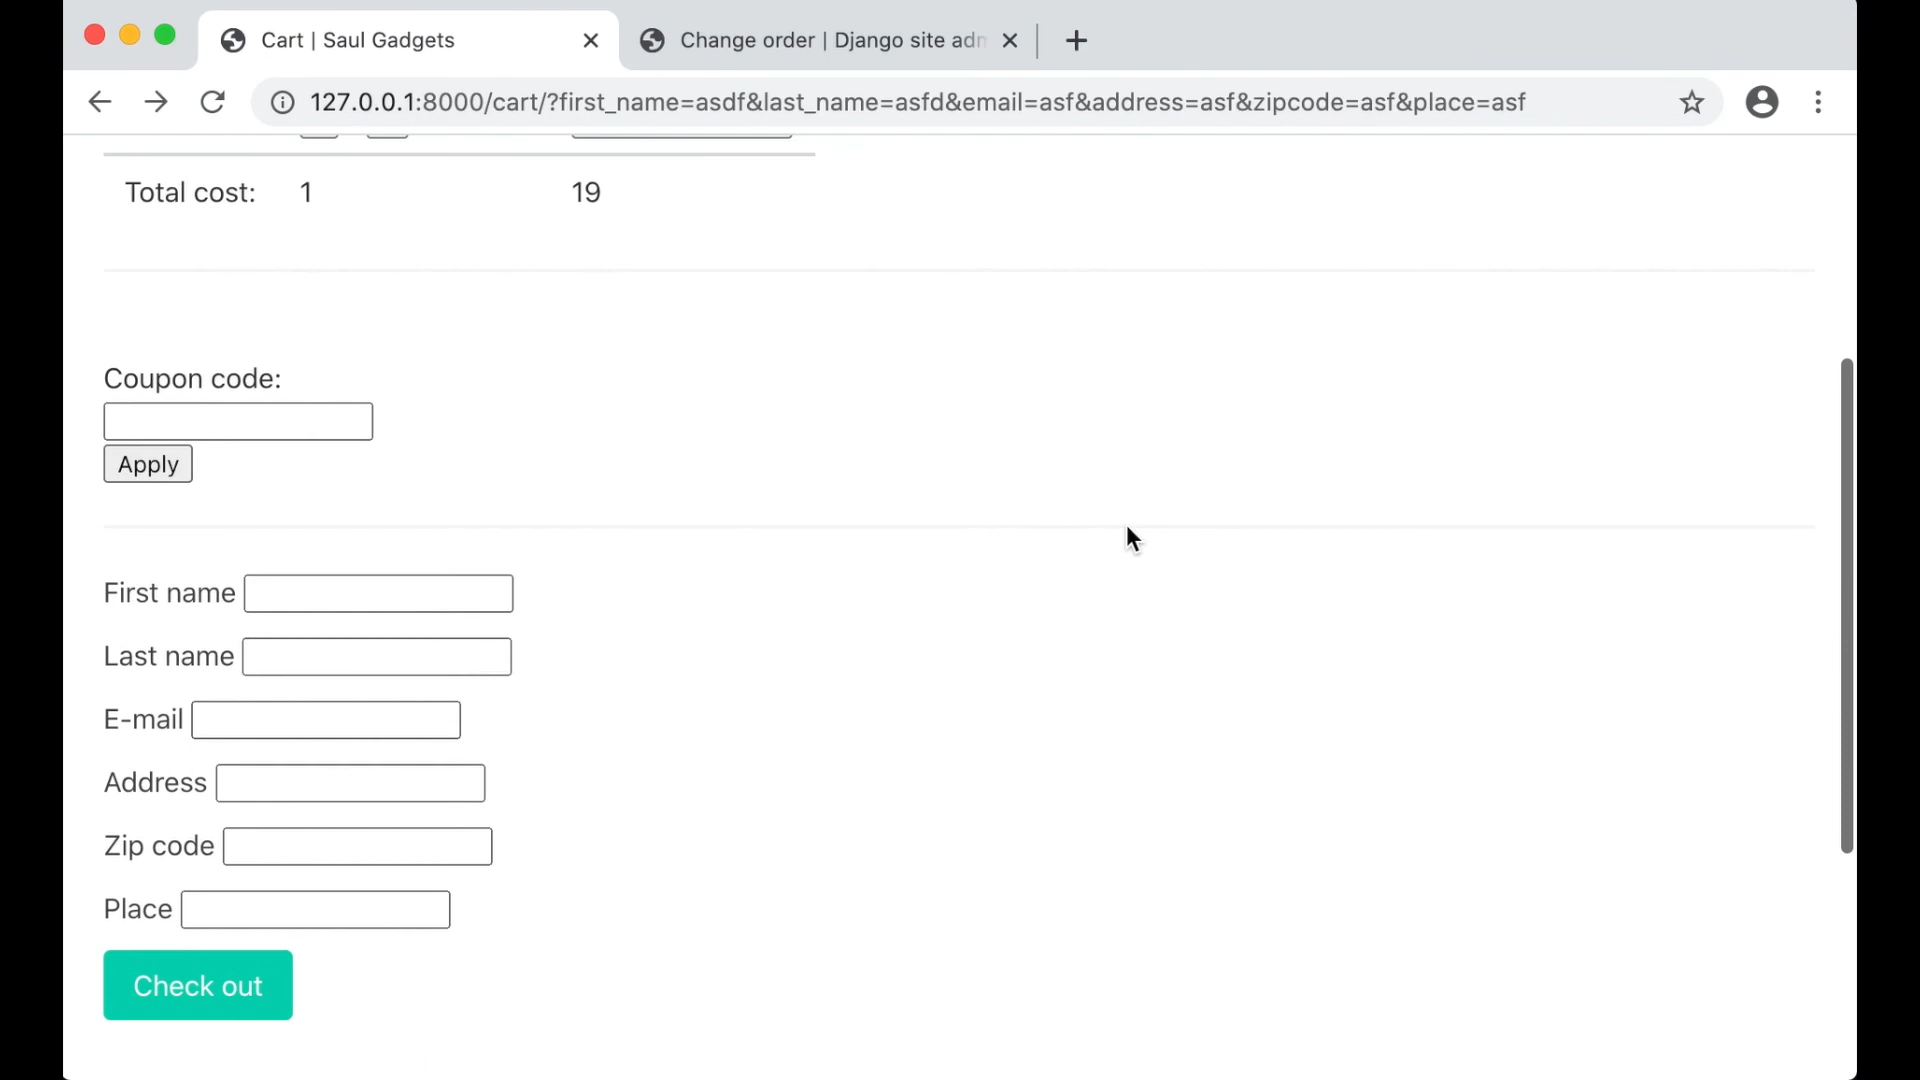 Cart | Saul Gadgets
Change order | Django site adm
127.0.0.1:8000/cart/?first_name=asdf&last_name=asfd&email=asf&address=asf&zipcode=asf&place=asf
Total cost: 1 19
Coupon code:
Apply
First name
Last name
E-mail
Address
Zip code
Place
Check out